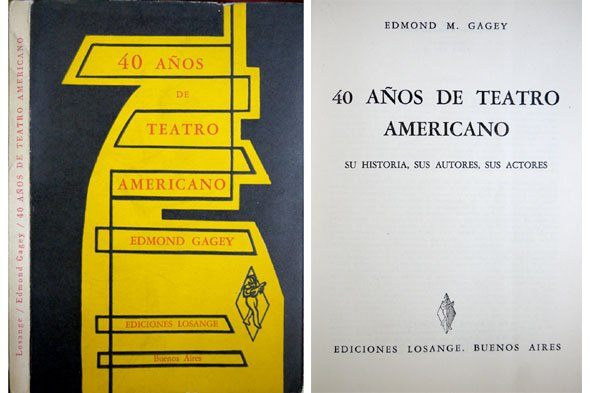 Losange / Edmond Gagey / 40 AÑOS DE TEATRO AMERICANO
40 AÑOS
DE
TEATRO
AMERICANO
EDMOND GAGEY
EDICIONES LOSANGE
Buenos Aires
EDMOND M. GAGEY
40 AÑOS DE TEATRO
AMERICANO
SU HISTORIA, SUS AUTORES, SUS ACTORES
EDICIONES LOSANGE. BUENOS AIRES